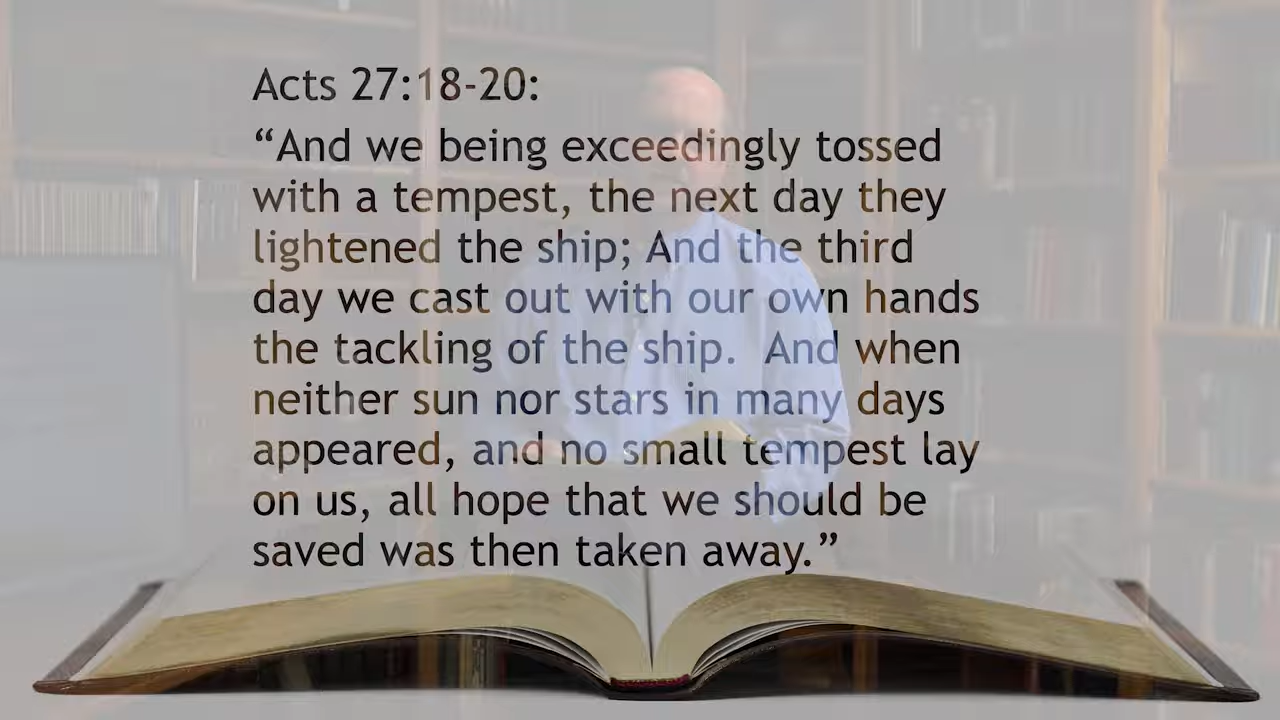 Acts 27:18-20:
“And we being exceedingly tossed
with a tempest, the next day they
lightened the ship; And the third
day we cast out with our own hands
the tackling of the ship.  And when
neither sun nor stars in many days
appeared, and no small tempest lay
on us, all hope that we should be
saved was then taken away.”